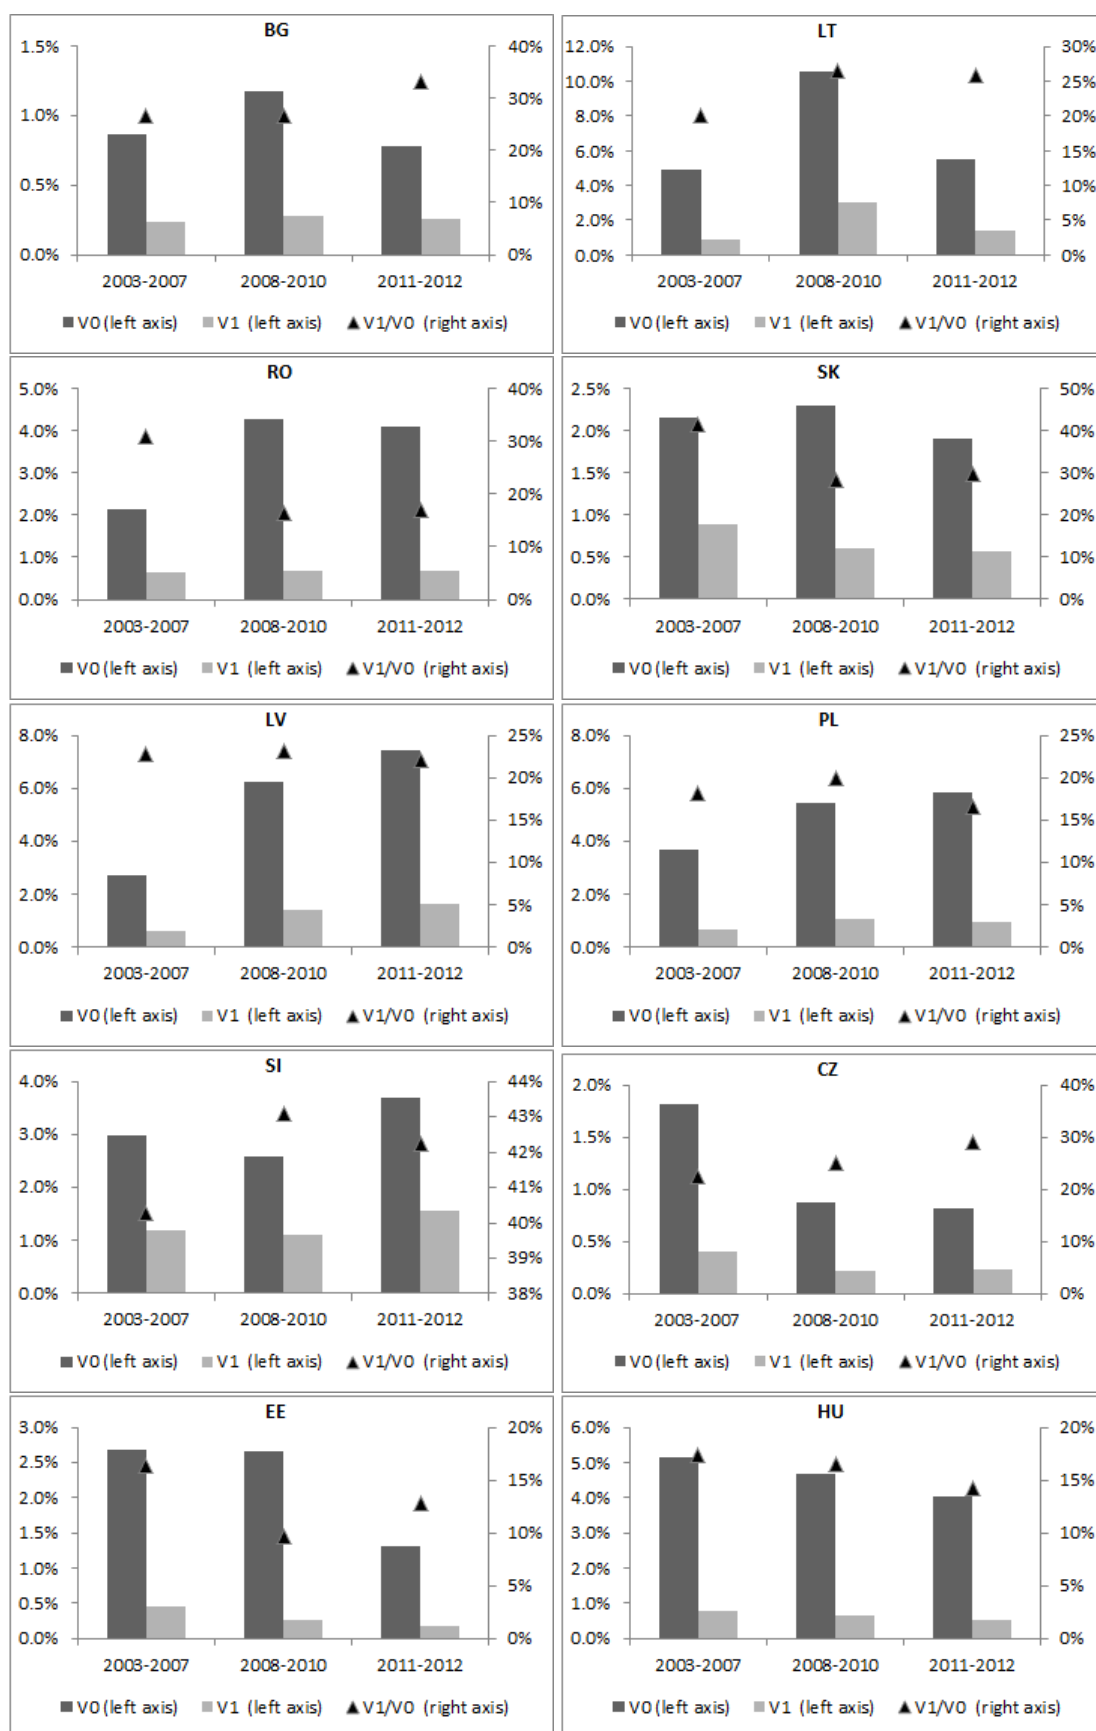 BG
1.5% 40%
30%
1.0%
20%
0.5%
10%
0.0% 0%
2003-2007 2008-2010 2011-2012
V0 (left axis) V1 (left axis) V1/V0 (right axis)
LT
12.0% 30%
10.0% 25%
8.0% 20%
6.0% 15%
4.0% 10%
2.0% 5%
0.0% 0%
2003-2007 2008-2010 2011-2012
V0 (left axis) V1 (left axis) V1/V0 (right axis)
RO
5.0% 40%
4.0% 30%
3.0%
20%
2.0%
1.0% 10%
0.0% 0%
2003-2007 2008-2010 2011-2012
V0 (left axis) V1 (left axis) V1/V0 (right axis)
SK
2.5% 50%
2.0% 40%
1.5% 30%
1.0% 20%
0.5% 10%
0.0% 0%
2003-2007 2008-2010 2011-2012
V0 (left axis) V1 (left axis) V1/V0 (right axis)
LV
8.0% 25%
20%
6.0%
15%
4.0%
10%
2.0%
5%
0.0% 0%
2003-2007 2008-2010 2011-2012
V0 (left axis) V1 (left axis) V1/V0 (right axis)
PL
8.0% 25%
20%
6.0%
15%
4.0%
10%
2.0%
5%
0.0% 0%
2003-2007 2008-2010 2011-2012
V0 (left axis) V1 (left axis) V1/V0 (right axis)
SI
4.0% 44%
43%
3.0%
42%
2.0% 41%
40%
1.0%
39%
0.0% 38%
2003-2007 2008-2010 2011-2012
V0 (left axis) V1 (left axis) V1/V0 (right axis)
CZ
2.0% 40%
1.5% 30%
1.0% 20%
0.5% 10%
0.0% 0%
2003-2007 2008-2010 2011-2012
V0 (left axis) V1 (left axis) V1/V0 (right axis)
EE
3.0% 20%
2.5%
15%
2.0%
1.5% 10%
1.0%
5%
0.5%
0.0% 0%
2003-2007 2008-2010 2011-2012
V0 (left axis) V1 (left axis) V1/V0 (right axis)
HU
6.0% 20%
5.0%
15%
4.0%
3.0% 10%
2.0%
5%
1.0%
0.0% 0%
2003-2007 2008-2010 2011-2012
V0 (left axis) V1 (left axis) V1/V0 (right axis)